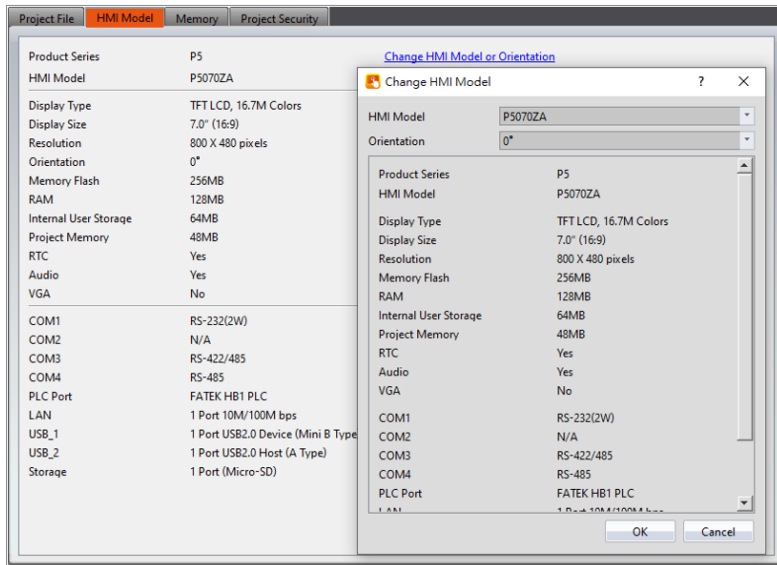 Project File HMI Model Memory Project Security
Product Series P5 Change HMI Model or Orientation
HMI Model P5070ZA
Display Type TFT LCD, 16.7M Colors
Display Size 7.0" (16:9)
Resolution 800 X 480 pixels
Orientation 0°
Memory Flash 256MB
RAM 128MB
Internal User Storage 64MB
Project Memory 48MB
RTC Yes
Audio Yes
VGA No
COM1 RS-232(2W)
COM2 N/A
COM3 RS-422/485
COM4 RS-485
PLC Port FATEK HB1 PLC
LAN 1 Port 10M/100M bps
USB_1 1 Port USB2.0 Device (Mini B Type
USB_2 1 Port USB2.0 Host (A Type)
Storage 1 Port (Micro-SD)
Change HMI Model ? X
HMI Model P5070ZA
Orientation 0°
Product Series P5
HMI Model P5070ZA
Display Type TFT LCD, 16.7M Colors
Display Size 7.0" (16:9)
Resolution 800 X 480 pixels
Memory Flash 256MB
RAM 128MB
Internal User Storage 64MB
Project Memory 48MB
RTC Yes
Audio Yes
VGA No
COM1 RS-232(2W)
COM2 N/A
COM3 RS-422/485
COM4 RS-485
PLC Port FATEK HB1 PLC
LAN 1 Port 10M/100M bps
OK Cancel